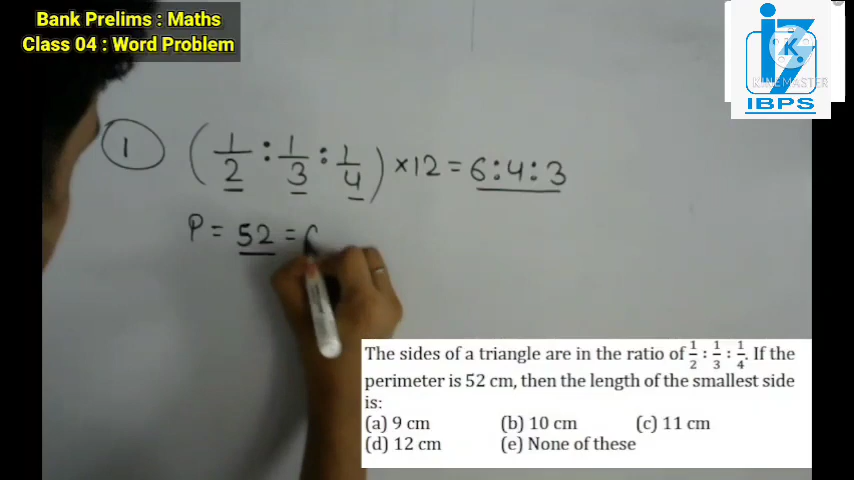 Bank Prelims : Maths
Class 04 : Word Problem
K
KINEMASTER
IBPS
1 (1/2 : 1/3 : 1/4) ×12 = 6:4:3
P = 52 =
The sides of a triangle are in the ratio of 1/2 : 1/3 : 1/4. If the
perimeter is 52 cm, then the length of the smallest side
is:
(a) 9 cm (b) 10 cm (c) 11 cm
(d) 12 cm (e) None of these